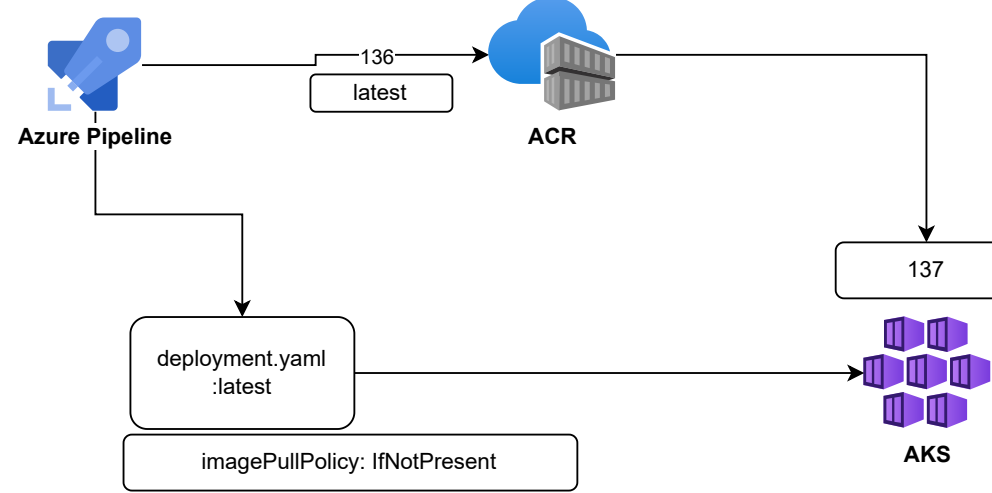 136
latest
Azure Pipeline
ACR
137
deployment.yaml
:latest
AKS
imagePullPolicy: IfNotPresent